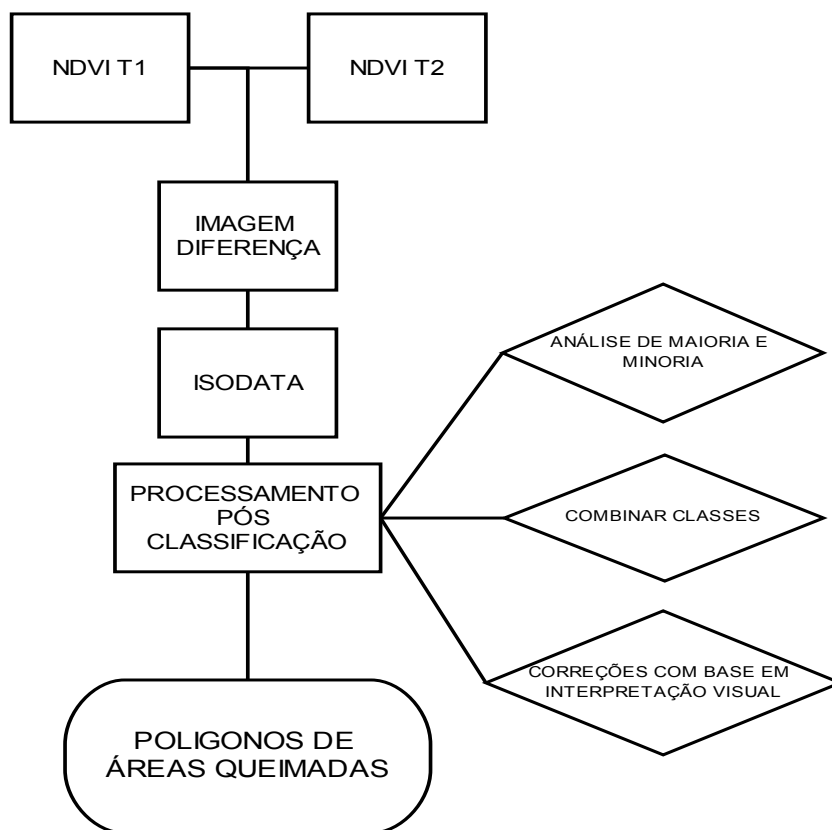 NDVI T1
NDVI T2
IMAGEM
DIFERENÇA
ISODATA
PROCESSAMENTO
PÓS
CLASSIFICAÇÃO
ANÁLISE DE MAIORIA E
MINORIA
COMBINAR CLASSES
CORREÇÕES COM BASE EM
INTERPRETAÇÃO VISUAL
POLIGONOS DE
ÁREAS QUEIMADAS